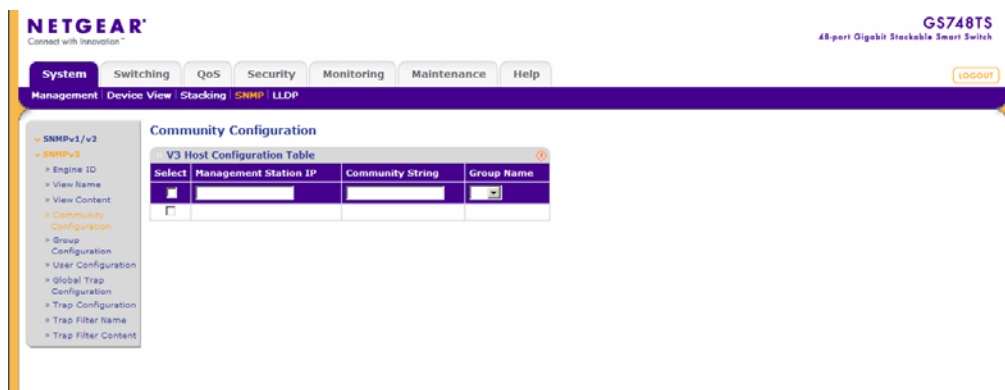 NETGEAR®
Connect with Innovation™
GS748TS
48-port Gigabit Stackable Smart Switch
System Switching QoS Security Monitoring Maintenance Help
LOGOUT
Management Device View Stacking SNMP LLDP
SNMPv1/v2
SNMPv3
Engine ID
View Name
View Content
Community
Configuration
Group
Configuration
User Configuration
Global Trap
Configuration
Trap Configuration
Trap Filter Name
Trap Filter Content
Community Configuration
V3 Host Configuration Table
Select Management Station IP Community String Group Name